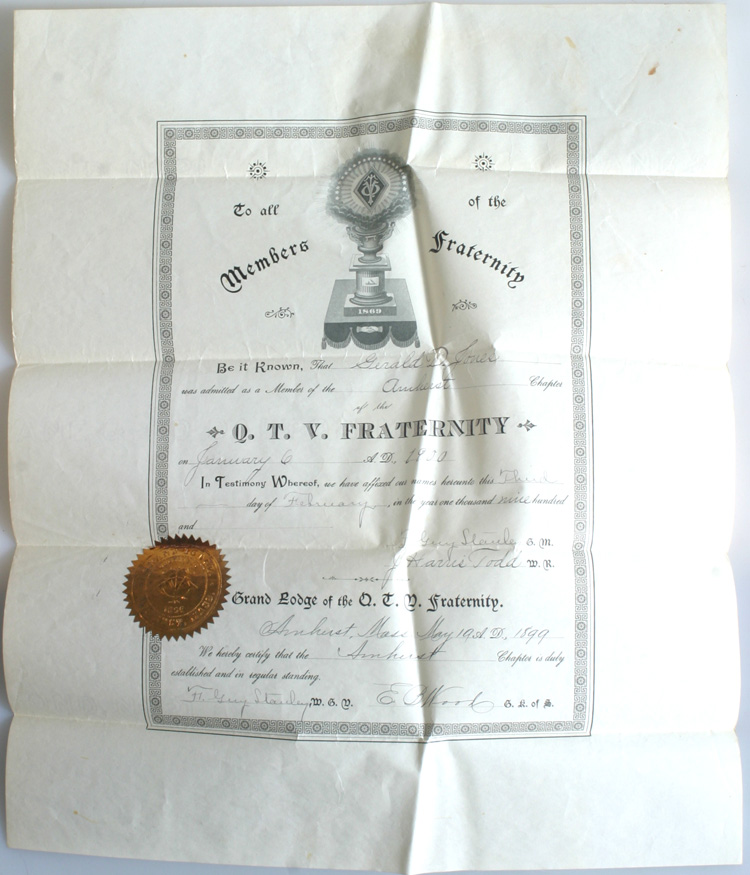 To all of the
Members Fraternity
1869
Be it Known, That Gerald D. Jones
was admitted as a Member of the Amherst Chapter
of the
Q. T. V. FRATERNITY
on January 6 A.D. 1900
In Testimony Whereof, we have affixed our names hereunto this Third
day of February, in the year one thousand nine hundred
and
Guy Stanley G. M.
J Harris Todd W. R.
Grand Lodge of the Q. T. V. Fraternity.
Amherst, Mass May 19 A.D. 1899
We hereby certify that the Amherst Chapter is duly
established and in regular standing.
H. Guy Stanley, W. G. V. E. Wood G. K. of S.